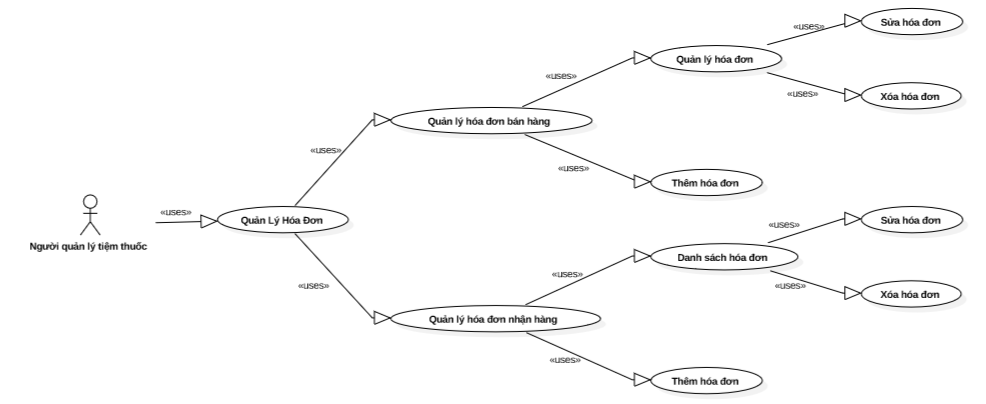 «uses»
Sửa hóa đơn
Quản lý hóa đơn
«uses»
«uses»
Xóa hóa đơn
Quản lý hóa đơn bán hàng
«uses»
«uses»
Thêm hóa đơn
«uses»
Quản Lý Hóa Đơn
Người quản lý tiệm thuốc
«uses»
Sửa hóa đơn
Danh sách hóa đơn
«uses»
«uses»
«uses»
Xóa hóa đơn
Quản lý hóa đơn nhận hàng
«uses»
Thêm hóa đơn